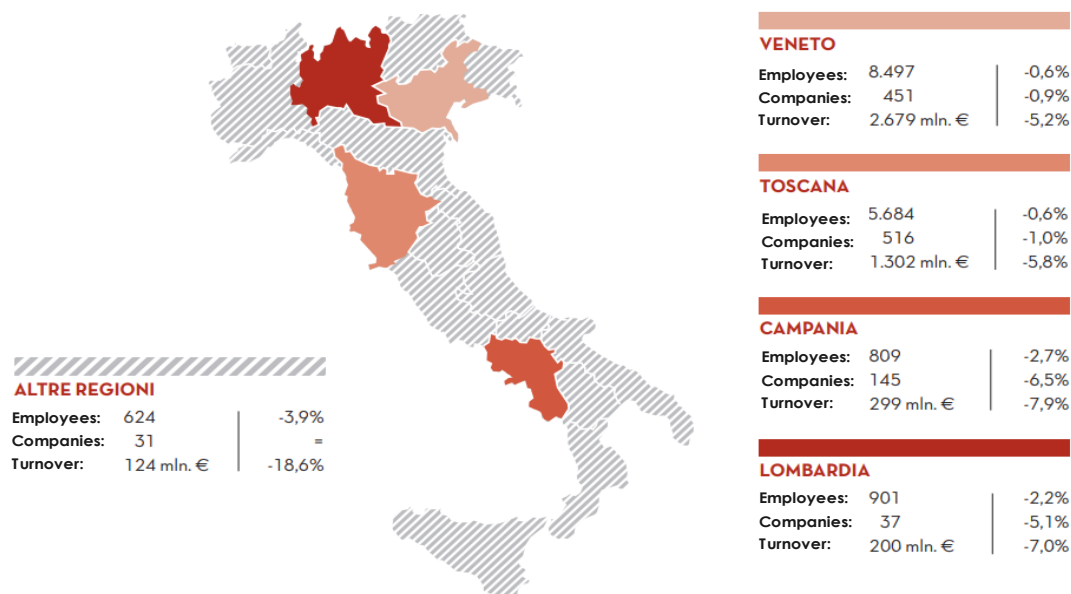 VENETO
Employees: 8.497 -0,6%
Companies: 451 -0,9%
Turnover: 2.679 mln. € -5,2%
TOSCANA
Employees: 5.684 -0,6%
Companies: 516 -1,0%
Turnover: 1.302 mln. € -5,8%
CAMPANIA
Employees: 809 -2,7%
Companies: 145 -6,5%
Turnover: 299 mln. € -7,9%
ALTRE REGIONI
Employees: 624 -3,9%
Companies: 31 =
Turnover: 124 mln. € -18,6%
LOMBARDIA
Employees: 901 -2,2%
Companies: 37 -5,1%
Turnover: 200 mln. € -7,0%